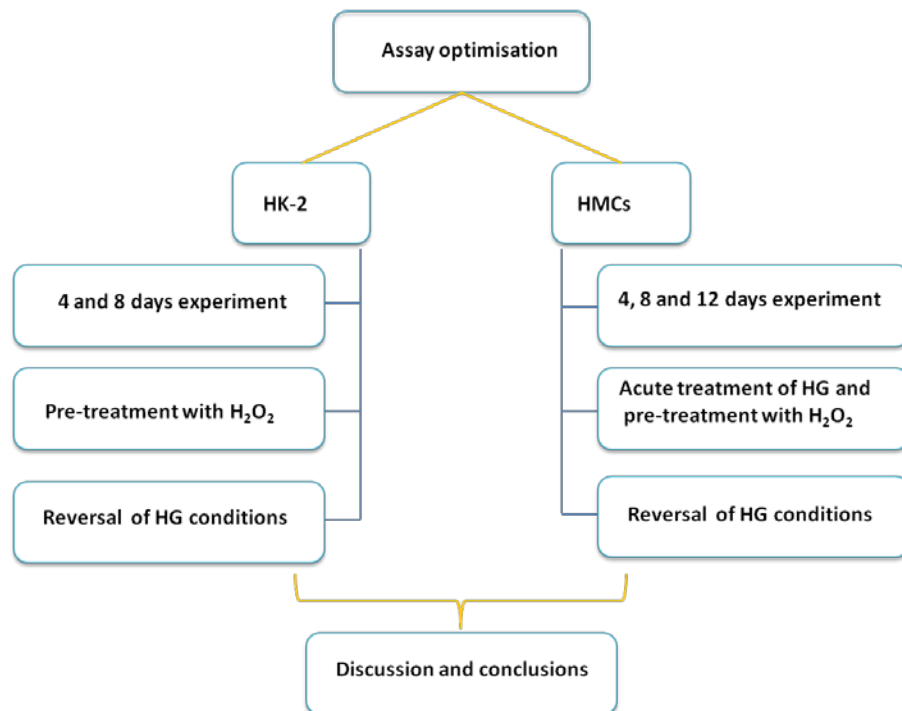 Assay optimisation
HK-2
HMCs
4 and 8 days experiment
Pre-treatment with H₂O₂
Reversal of HG conditions
4, 8 and 12 days experiment
Acute treatment of HG and
pre-treatment with H₂O₂
Reversal of HG conditions
Discussion and conclusions